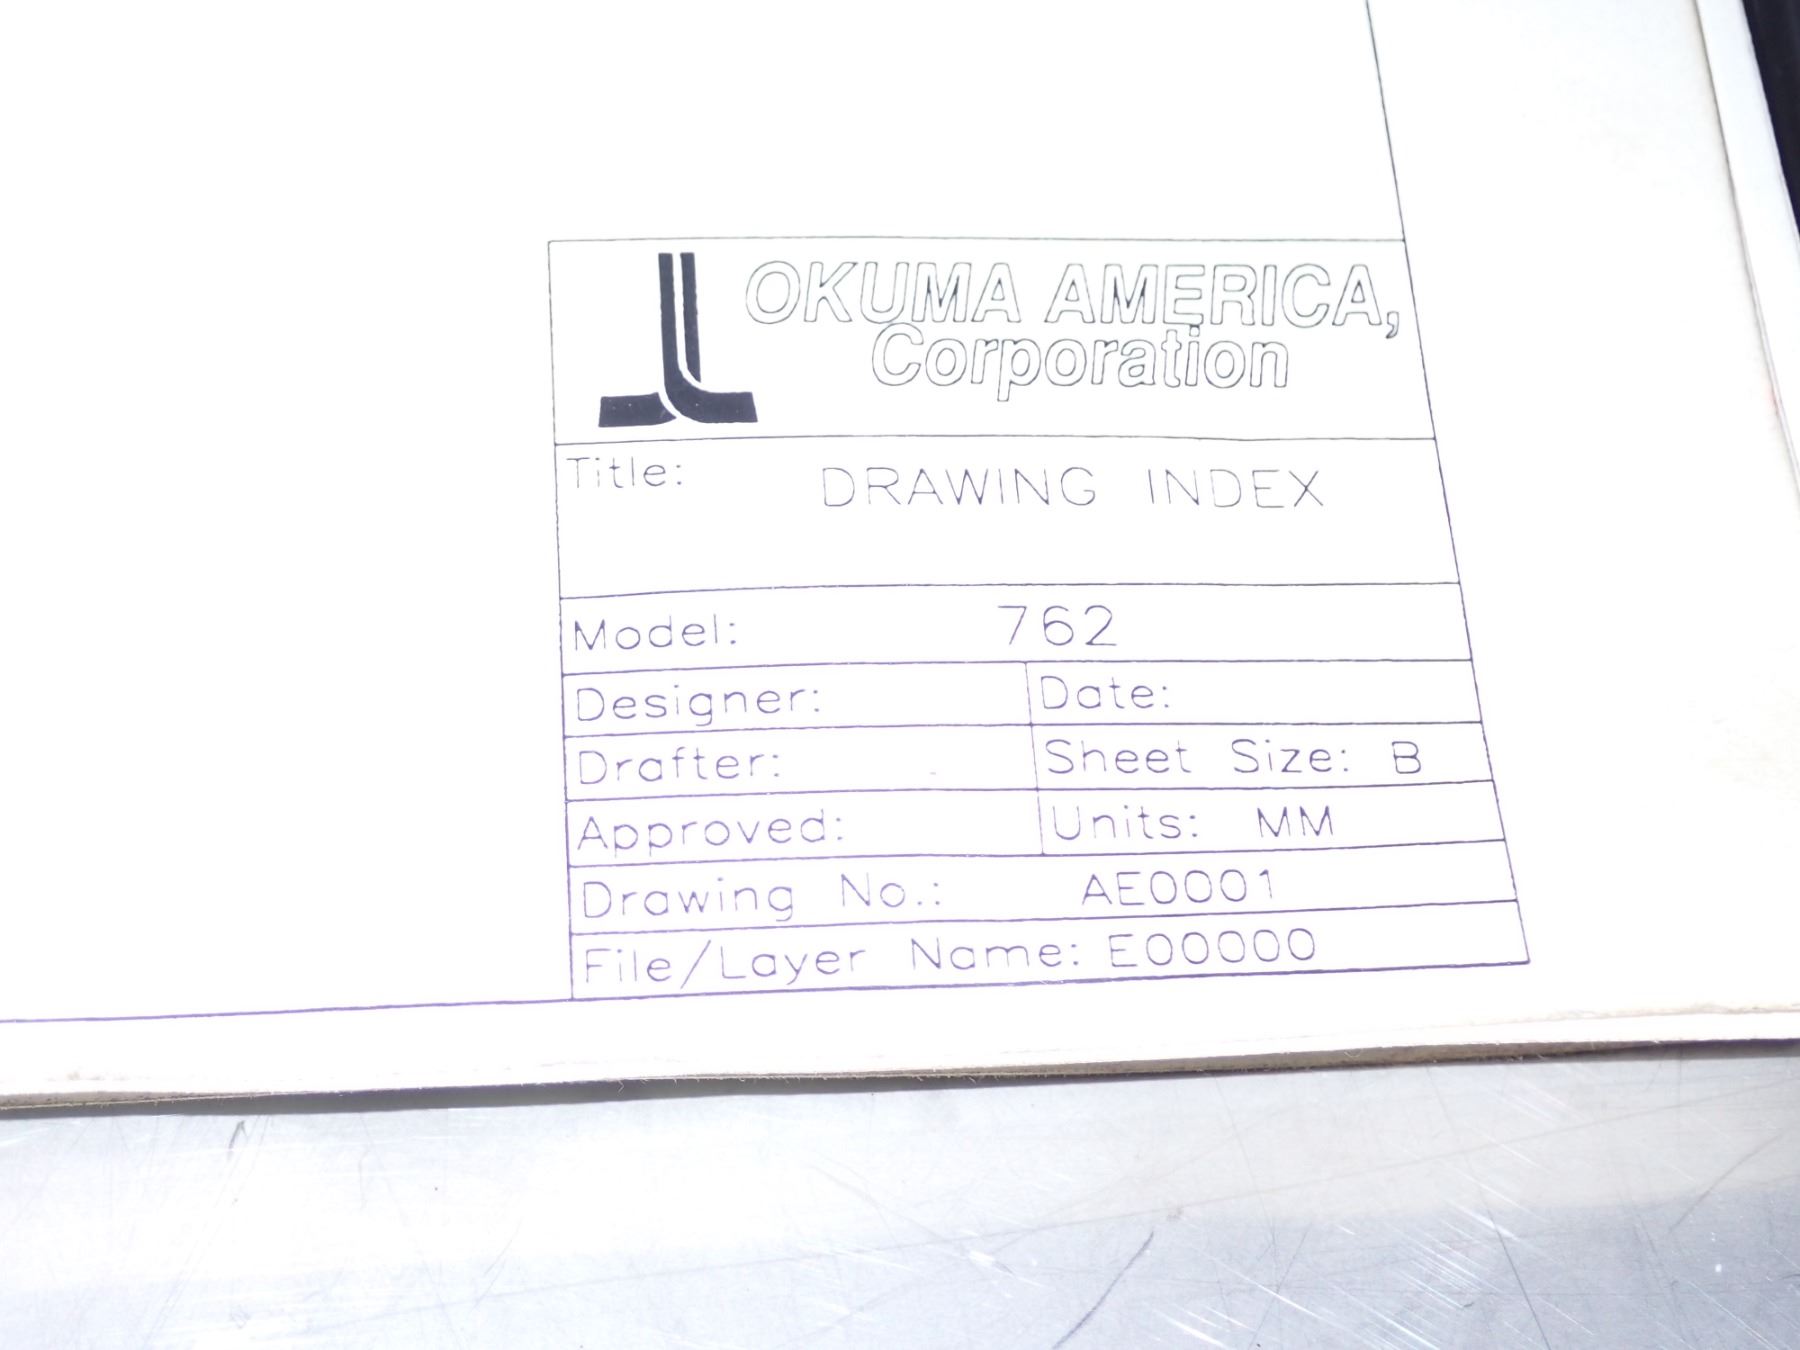 OKUMA AMERICA,
Corporation
Title: DRAWING INDEX
Model: 762
Designer: Date:
Drafter: Sheet Size: B
Approved: Units: MM
Drawing No.: AE0001
File/Layer Name: E00000